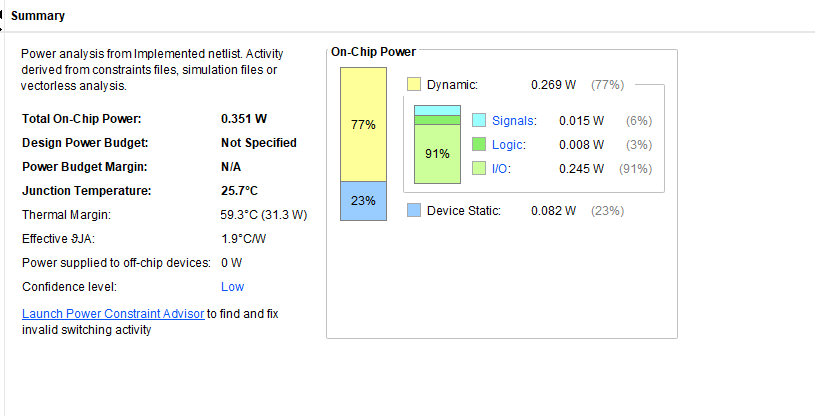 Summary
Power analysis from Implemented netlist. Activity
derived from constraints files, simulation files or
vectorless analysis.
Total On-Chip Power: 0.351 W
Design Power Budget: Not Specified
Power Budget Margin: N/A
Junction Temperature: 25.7°C
Thermal Margin: 59.3°C (31.3 W)
Effective ϑJA: 1.9°C/W
Power supplied to off-chip devices: 0 W
Confidence level: Low
Launch Power Constraint Advisor to find and fix
invalid switching activity
On-Chip Power
77%
23%
Dynamic: 0.269 W (77%)
91%
Signals: 0.015 W (6%)
Logic: 0.008 W (3%)
I/O: 0.245 W (91%)
Device Static: 0.082 W (23%)